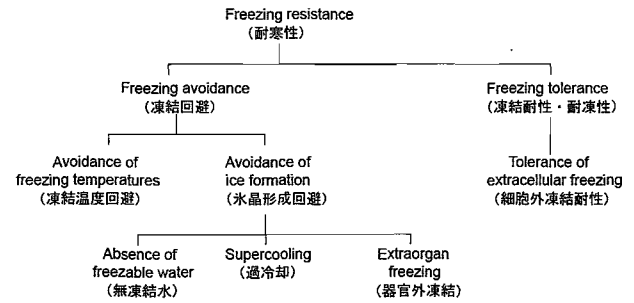 Freezing resistance
(耐寒性)
Freezing avoidance
(凍結回避)
Freezing tolerance
(凍結耐性・耐凍性)
Avoidance of
freezing temperatures
(凍結温度回避)
Avoidance of
ice formation
(氷晶形成回避)
Tolerance of
extracellular freezing
(細胞外凍結耐性)
Absence of
freezable water
(無凍結水)
Supercooling
(過冷却)
Extraorgan
freezing
(器官外凍結)